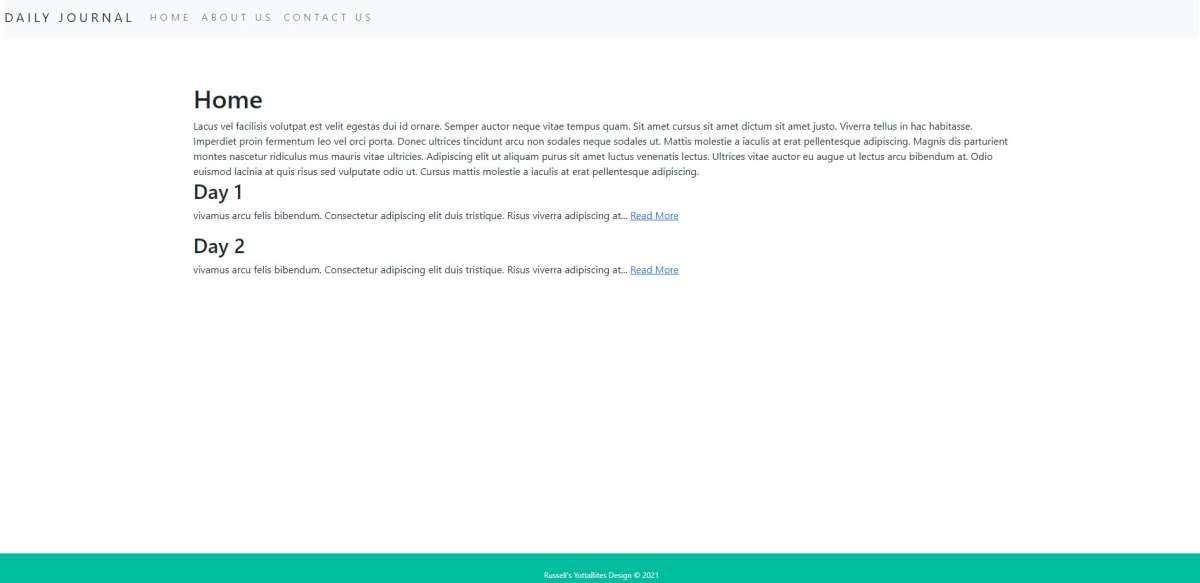 DAILY JOURNAL HOME ABOUT US CONTACT US
Home
Lacus vel facilisis volutpat est velit egestas dui id ornare. Semper auctor neque vitae tempus quam. Sit amet cursus sit amet dictum sit amet justo. Viverra tellus in hac habitasse.
Imperdiet proin fermentum leo vel orci porta. Donec ultrices tincidunt arcu non sodales neque sodales ut. Mattis molestie a iaculis at erat pellentesque adipiscing. Magnis dis parturient
montes nascetur ridiculus mus mauris vitae ultricies. Adipiscing elit ut aliquam purus sit amet luctus venenatis lectus. Ultrices vitae auctor eu augue ut lectus arcu bibendum at. Odio
euismod lacinia at quis risus sed vulputate odio ut. Cursus mattis molestie a iaculis at erat pellentesque adipiscing.
Day 1
vivamus arcu felis bibendum. Consectetur adipiscing elit duis tristique. Risus viverra adipiscing at... Read More
Day 2
vivamus arcu felis bibendum. Consectetur adipiscing elit duis tristique. Risus viverra adipiscing at... Read More
Russell's YottaBites Design © 2021